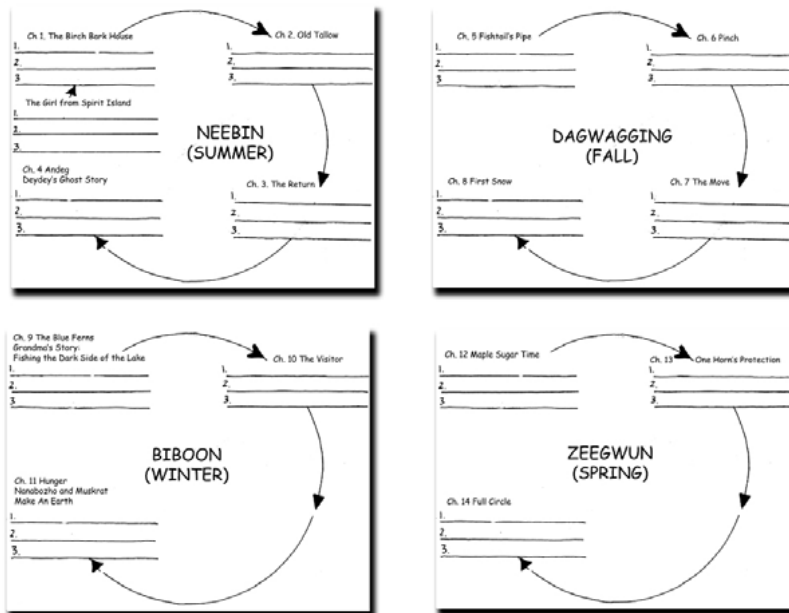 Ch 1. The Birch Bark House
1.
2.
3.
The Girl from Spirit Island
1.
2.
3.
Ch. 4 Andeg
Deydey's Ghost Story
1.
2.
3.
Ch 2. Old Tallow
1.
2.
3.
NEEBIN
(SUMMER)
Ch. 3. The Return
1.
2.
3.
Ch. 5 Fishtail's Pipe
1.
2.
3.
Ch. 6 Pinch
1.
2.
3.
DAGWAGGING
(FALL)
Ch. 8 First Snow
1.
2.
3.
Ch. 7 The Move
1.
2.
3.
Ch. 9 The Blue Ferns
Grandma's Story:
Fishing the Dark Side of the Lake
1.
2.
3
Ch. 10 The Visitor
1.
2.
3.
BIBOON
(WINTER)
Ch. 11 Hunger
Nanabozho and Muskrat
Make An Earth
1.
2.
3.
Ch. 12 Maple Sugar Time
1.
2.
3.
Ch. 13 One Horn's Protection
1.
2.
3.
ZEEGWUN
(SPRING)
Ch. 14 Full Circle
1.
2.
3.